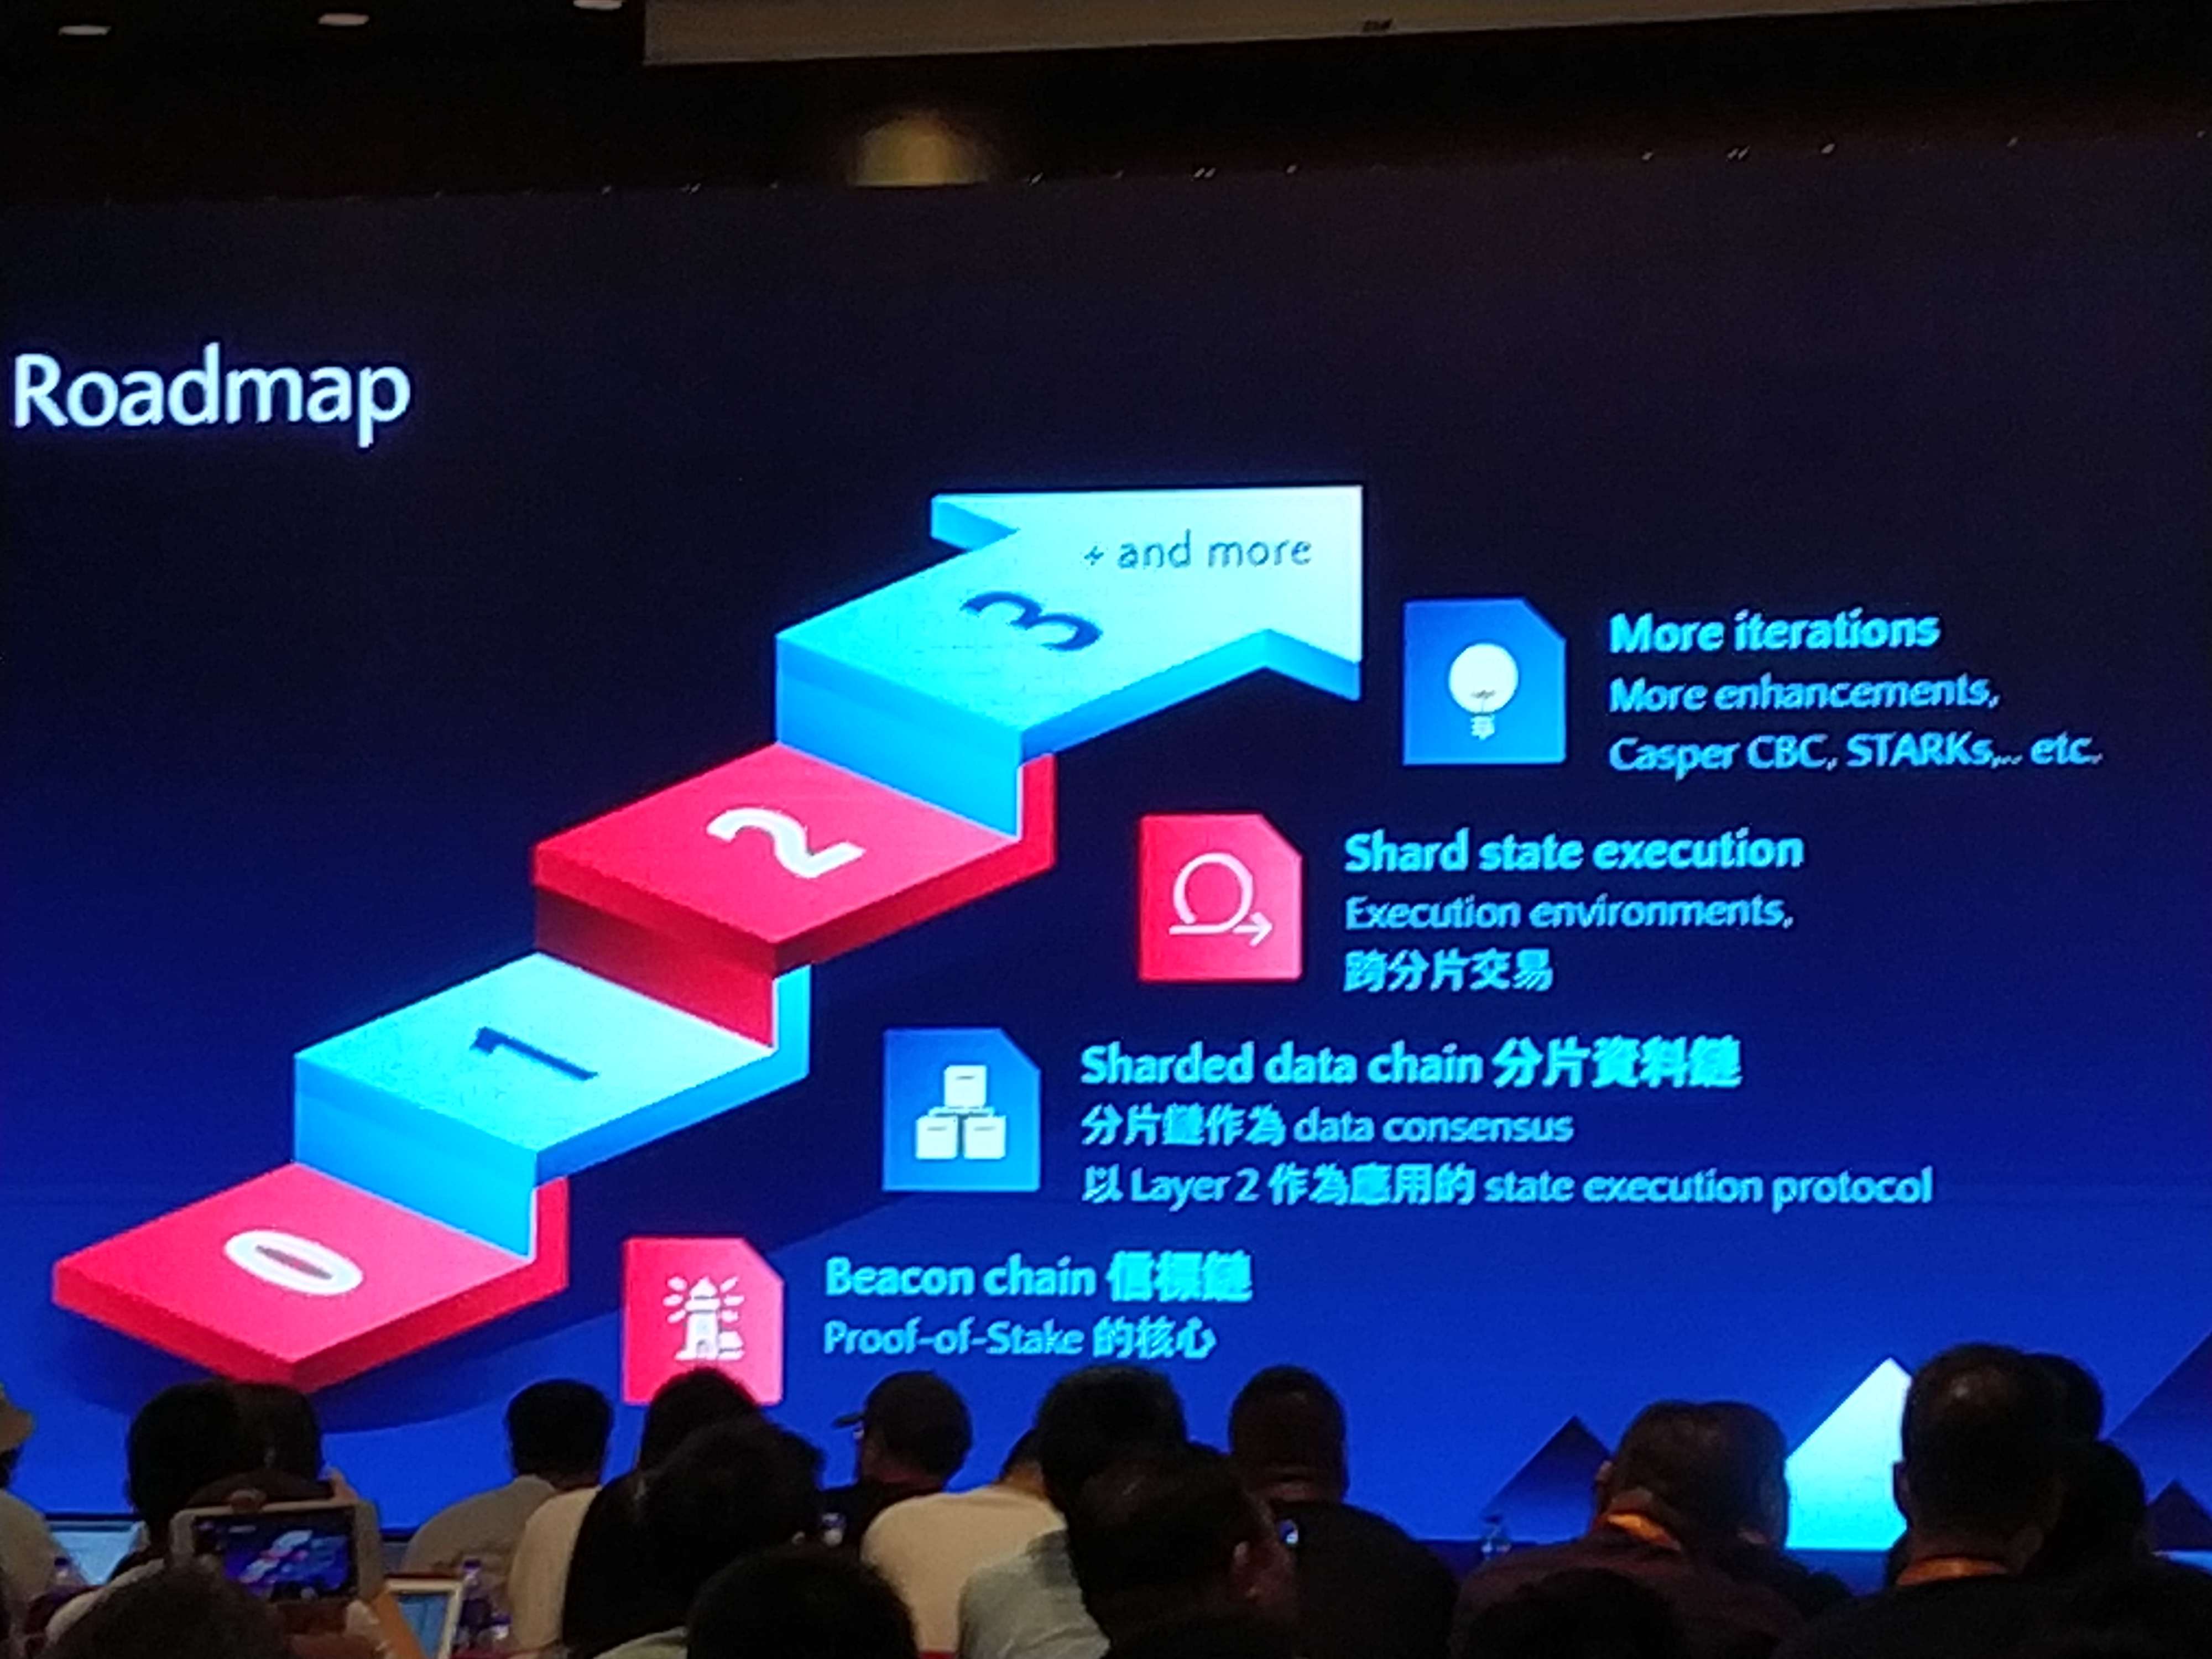 Roadmap
+ and more
3
2
1
0
More iterations
More enhancements,
Casper CBC, STARKs,.. etc.
Shard state execution
Execution environments,
跨分片交易
Sharded data chain 分片資料鏈
分片鏈作為 data consensus
以 Layer 2 作為應用的 state execution protocol
Beacon chain 信標鏈
Proof-of-Stake 的核心